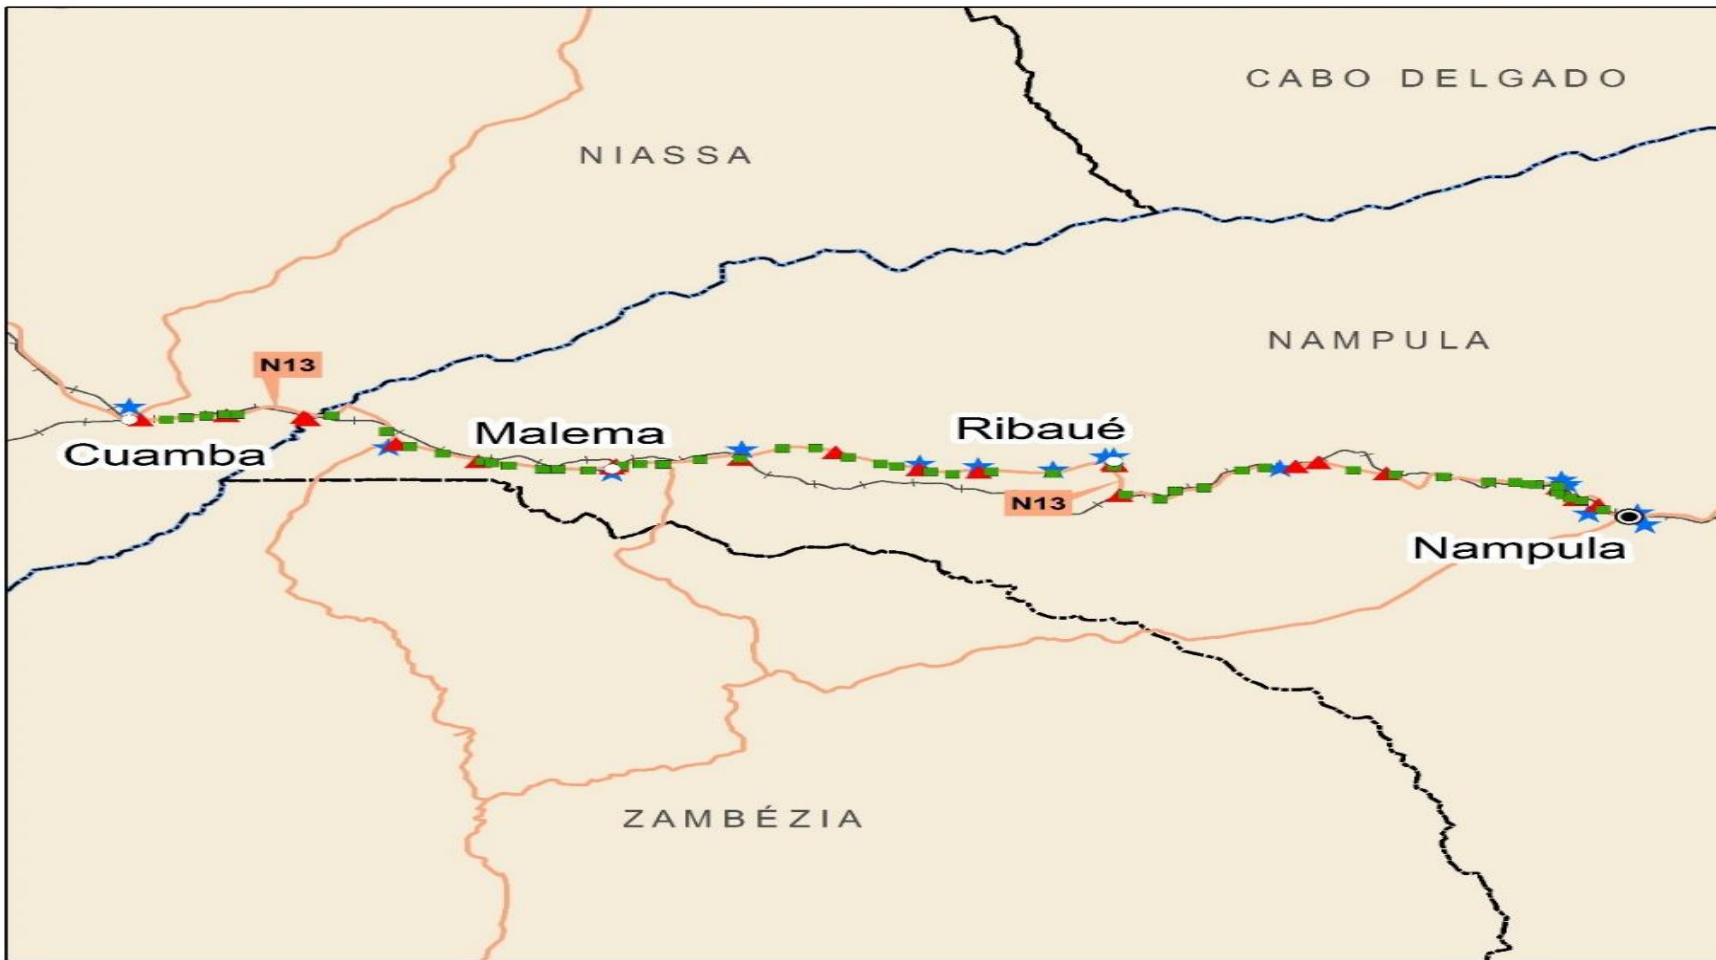 CABO DELGADO
NIASSA
NAMPULA
N13
Malema
Ribaué
Cuamba
N13
Nampula
ZAMBÉZIA